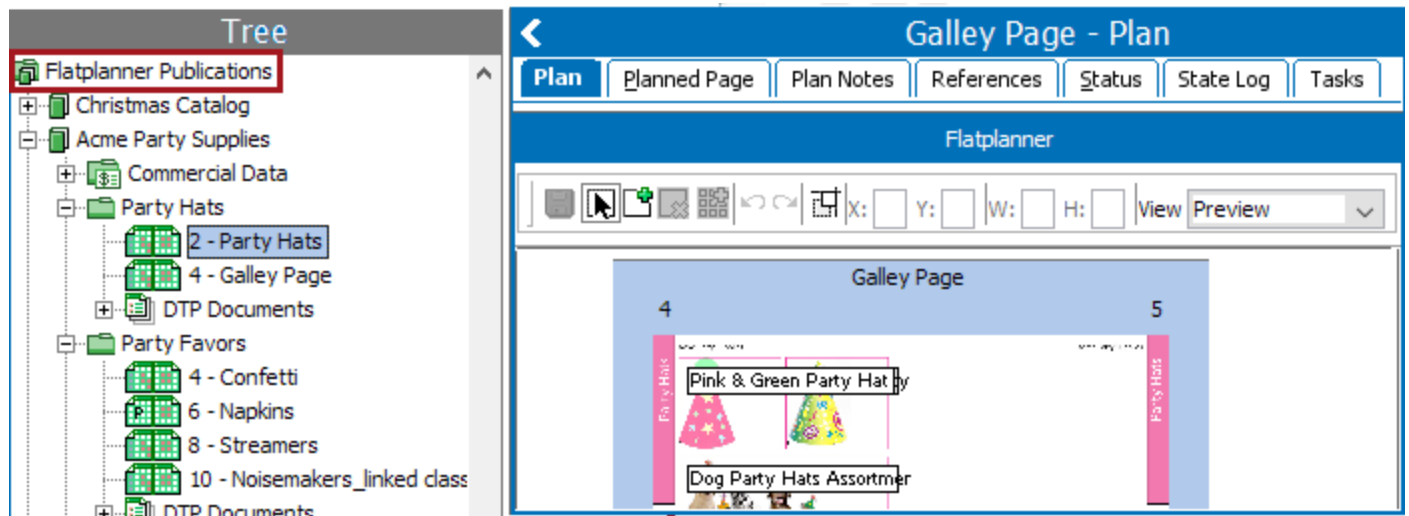 Tree
Flatplanner Publications
Christmas Catalog
Acme Party Supplies
Commercial Data
Party Hats
2 - Party Hats
4 - Galley Page
DTP Documents
Party Favors
4 - Confetti
P 6 - Napkins
8 - Streamers
10 - Noisemakers_linked class
DTP Documents
Galley Page - Plan
Plan Planned Page Plan Notes References Status State Log Tasks
Flatplanner
X: Y: W: H: View Preview
Galley Page
4 5
Party Hats
Party Hats
Pink & Green Party Hat
Dog Party Hats Assortmer